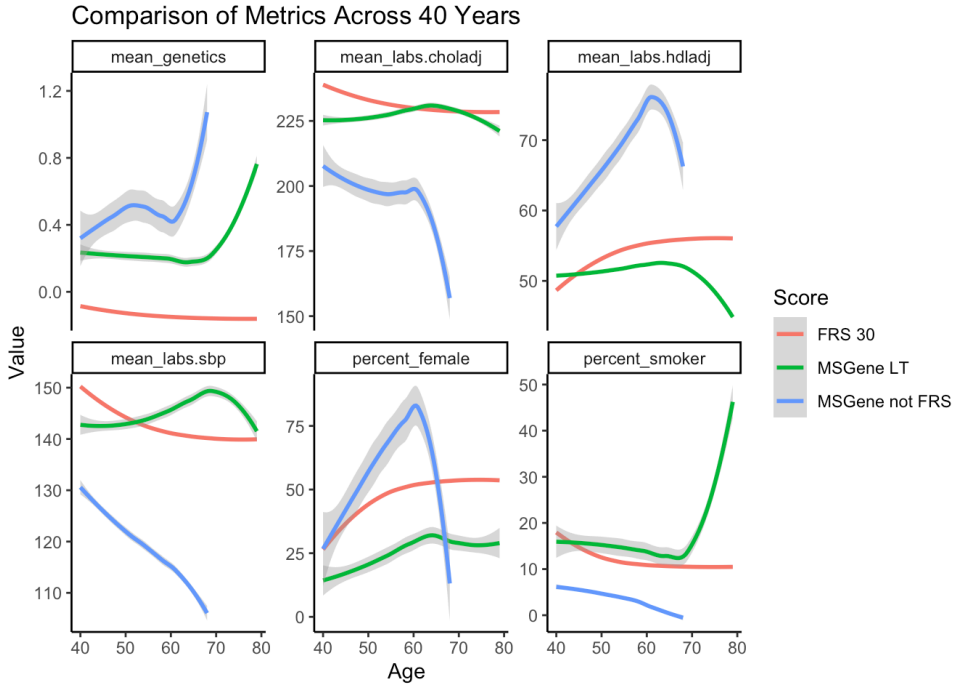 Comparison of Metrics Across 40 Years
mean_genetics
mean_labs.choladj
mean_labs.hdladj
1.2
0.8
0.4
0.0
225
200
175
150
70
60
50
mean_labs.sbp
percent_female
percent_smoker
150
140
130
120
110
75
50
25
0
50
40
30
20
10
0
40 50 60 70 80
40 50 60 70 80
40 50 60 70 80
Value
Age
Score
FRS 30
MSGene LT
MSGene not FRS